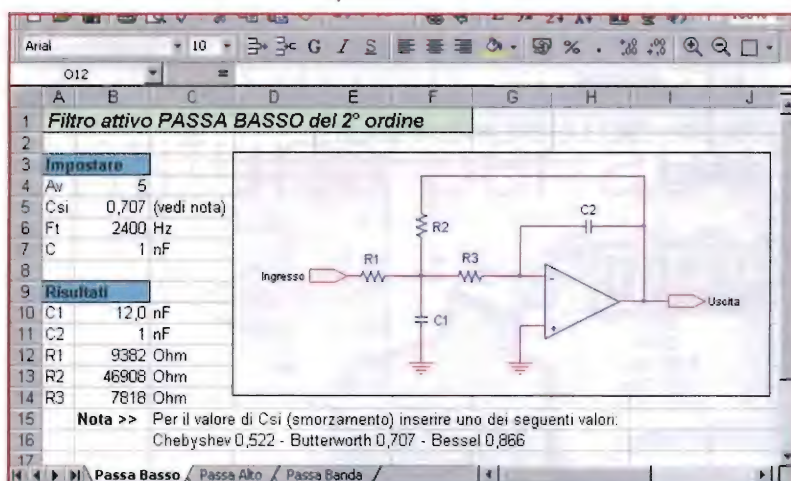 Arial 10 G I S % .
O12 =
A B C D E F G H I J
1 Filtro attivo PASSA BASSO del 2° ordine
2
3 Impostare
4 Av 5
5 Csi 0,707 (vedi nota)
6 Ft 2400 Hz
7 C 1 nF
8
9 Risultati
10 C1 12,0 nF
11 C2 1 nF
12 R1 9382 Ohm
13 R2 46908 Ohm
14 R3 7818 Ohm
15 Nota >> Per il valore di Csi (smorzamento) inserire uno dei seguenti valori:
16 Chebyshev 0,522 - Butterworth 0,707 - Bessel 0,866
17
C2
R2
R1 R3
Ingresso - Uscita
C1 +
Passa Basso Passa Alto Passa Banda